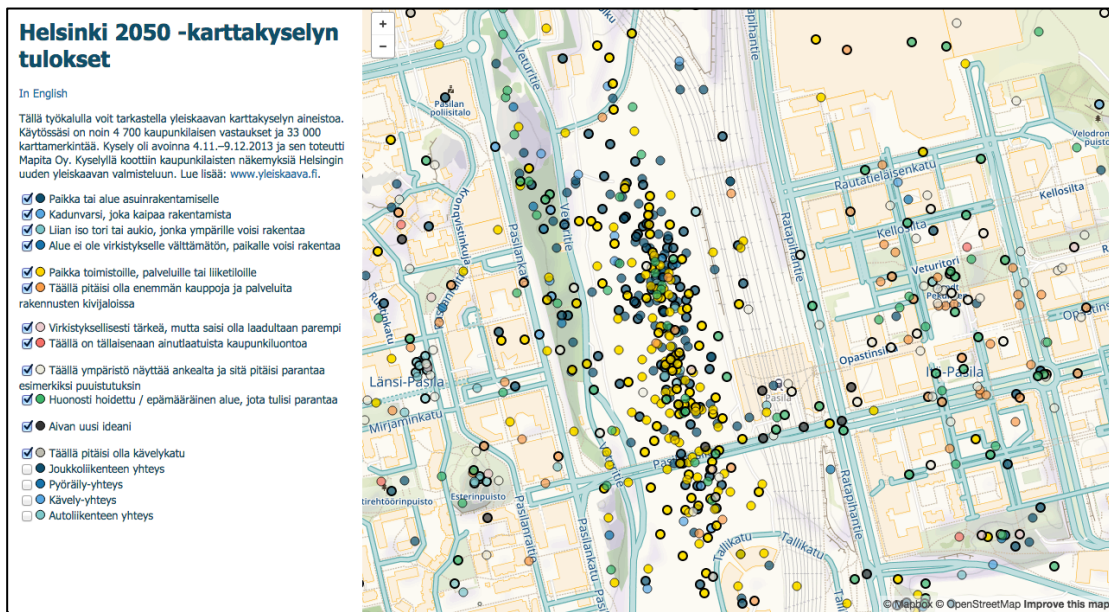 Helsinki 2050 -karttakyselyn
tulokset
In English
Tällä työkalulla voit tarkastella yleiskaavan karttakyselyn aineistoa.
Käytössäsi on noin 4 700 kaupunkilaisen vastaukset ja 33 000
karttamerkintää. Kysely oli avoinna 4.11.–9.12.2013 ja sen toteutti
Mapita Oy. Kyselyllä koottiin kaupunkilaisten näkemyksiä Helsingin
uuden yleiskaavan valmisteluun. Lue lisää: www.yleiskaava.fi.
Paikka tai alue asuinrakentamiselle
Kadunvarsi, joka kaipaa rakentamista
Liian iso tori tai aukio, jonka ympärille voisi rakentaa
Alue ei ole virkistykselle välttämätön, paikalle voisi rakentaa
Paikka toimistoille, palveluille tai liiketiloille
Täällä pitäisi olla enemmän kauppoja ja palveluita
rakennusten kivijaloissa
Virkistyksellisesti tärkeä, mutta saisi olla laadultaan parempi
Täällä on tällaisenaan ainutlaatuista kaupunkiluontoa
Täällä ympäristö näyttää ankealta ja sitä pitäisi parantaa
esimerkiksi puuistutuksin
Huonosti hoidettu / epämääräinen alue, jota tulisi parantaa
Aivan uusi ideani
Täällä pitäisi olla kävelykatu
Joukkoliikenteen yhteys
Pyöräily-yhteys
Kävely-yhteys
Autoliikenteen yhteys
+
−
Veturitie
Pasilan
poliisitalo
Kronqvistinkuja
Pasilankatu
Veturitie
Ratapihantie
Rautatieläisenkatu
Kellosilta
Kellosilta
Veturitori
Opastinsilta
Länsi-Pasila
Mirjaminkatu
Pasila
Esterinpuisto
Pasilanraitio
Pasilankatu
Ratapihantie
Tallikatu
Tallikatu
© Mapbox © OpenStreetMap Improve this map